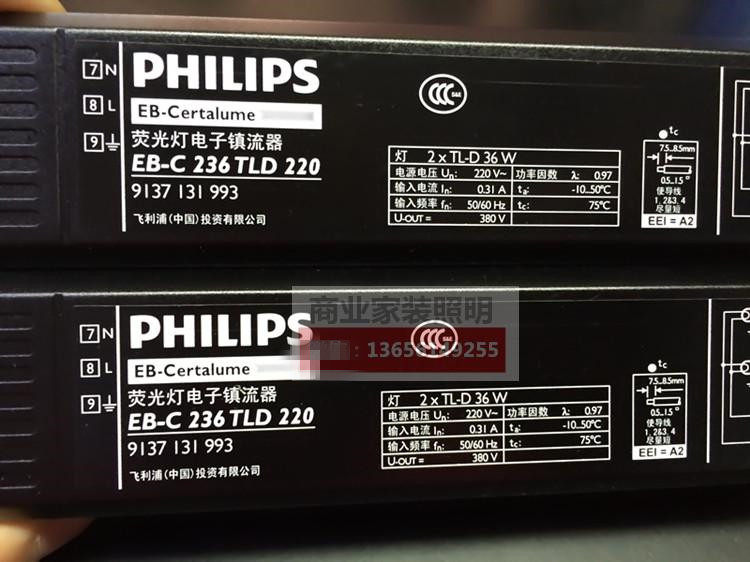 7 N
8 L
9
PHILIPS
EB-Certalume
荧光灯电子镇流器
EB-C 236 TLD 220
9137 131 993
飞利浦(中国)投资有限公司
CCC
S&E
灯 2 x TL-D 36 W
电源电压 Un: 220 V~ 功率因数 λ: 0.97
输入电流 In: 0.31 A ta: -10...50℃
输入频率 fn: 50/60 Hz tc: 75℃
U-OUT = 380 V
tc
7.5...8.5mm
0.5...1.5
使导线
1, 2&3, 4
尽量短
EEI = A2
商业家装照明
7 N
8 L
9
PHILIPS
EB-Certalume
荧光灯电子镇流器
EB-C 236 TLD 220
9137 131 993
飞利浦(中国)投资有限公司
CCC
灯 2 x TL-D 36 W
电源电压 Un: 220 V~ 功率因数 λ: 0.97
输入电流 In: 0.31 A ta: -10...50℃
输入频率 fn: 50/60 Hz tc: 75℃
U-OUT = 380 V
tc
7.5...8.5mm
0.5...1.5
使导线
1, 2&3, 4
尽量短
EEI = A2